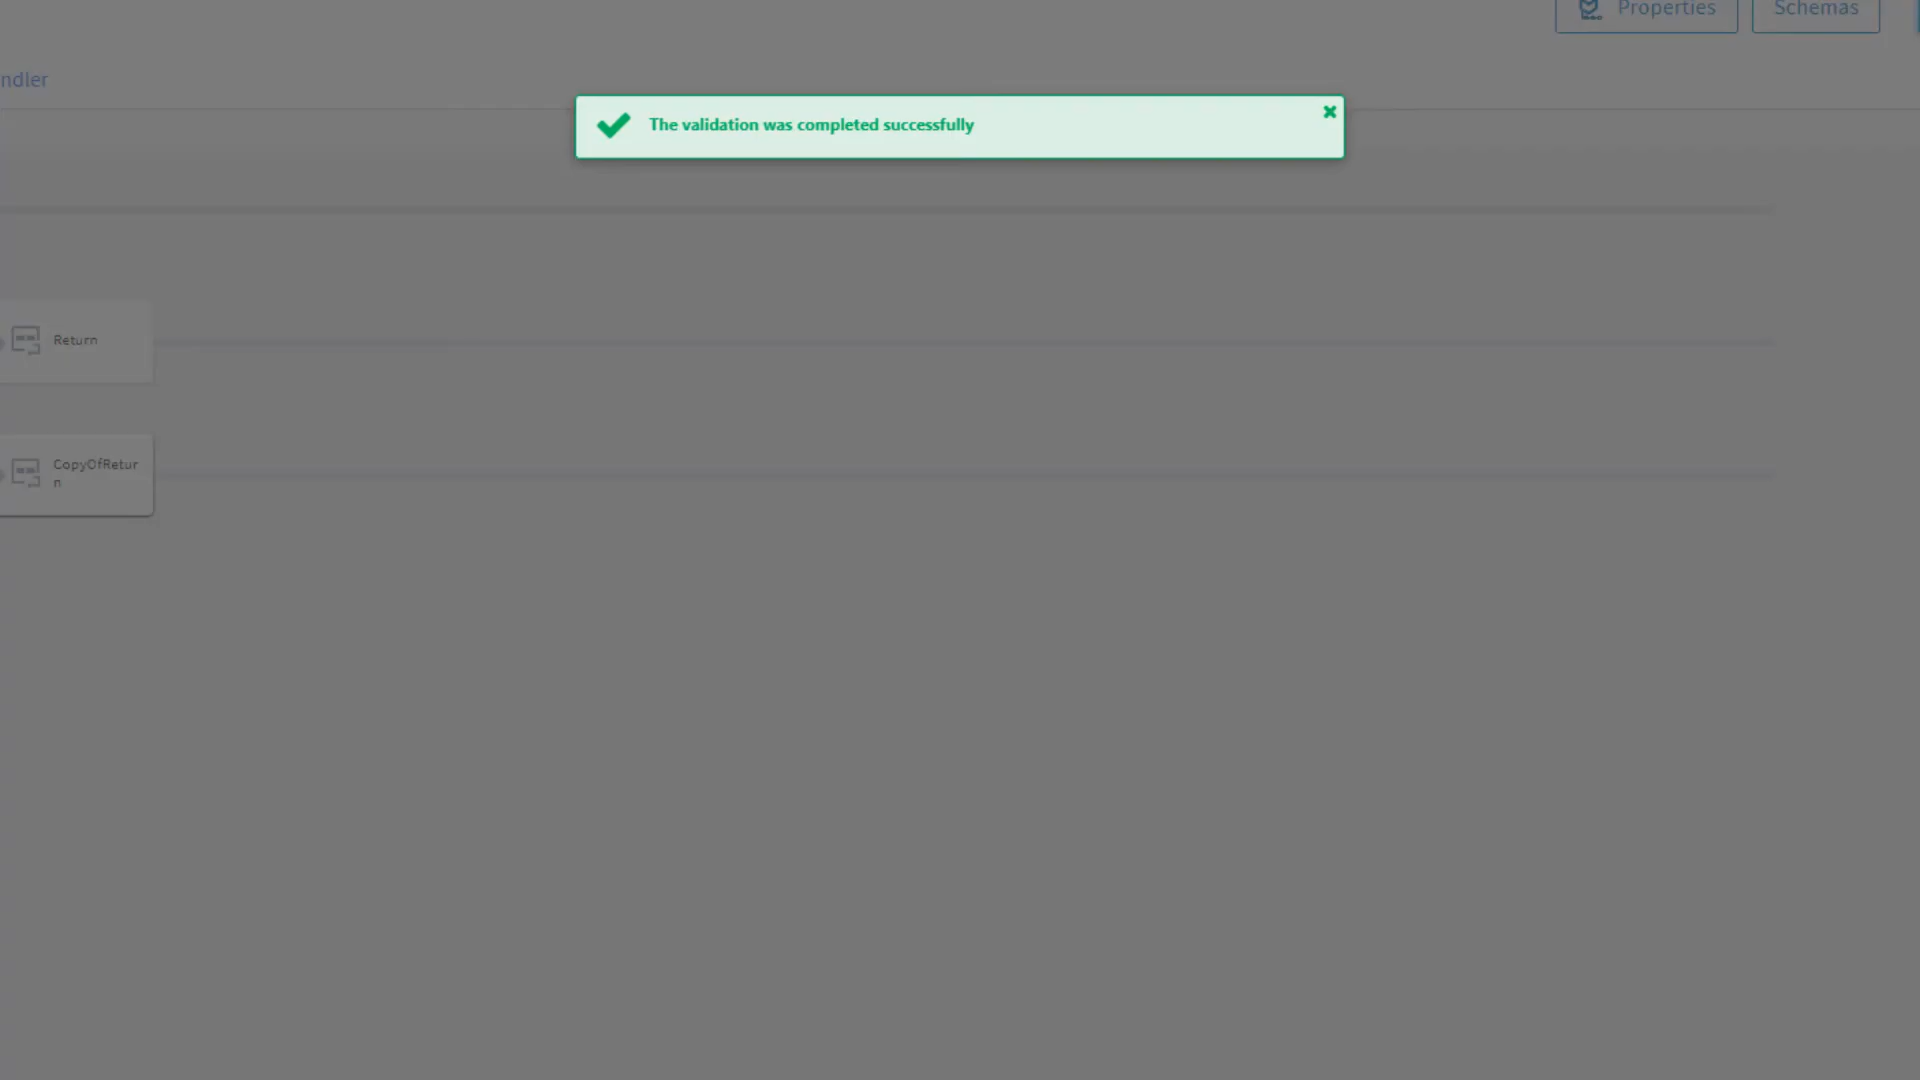 Properties
Schemas
ndler
The validation was completed successfully
Return
CopyOfRetur
n